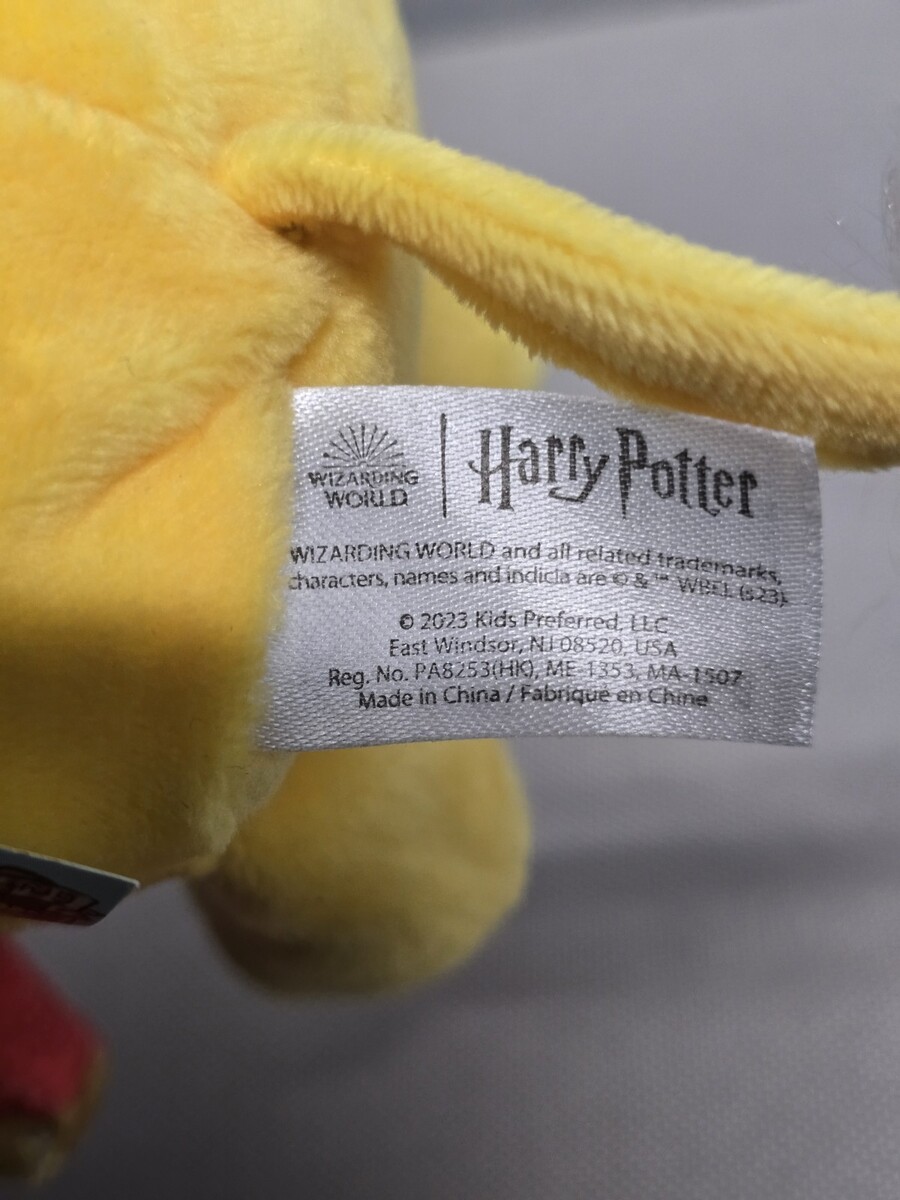 WIZARDING
WORLD
Harry Potter
WIZARDING WORLD and all related trademarks,
characters, names and indicia are © & ™ WBEI. (s23).
© 2023 Kids Preferred, LLC
East Windsor, NJ 08520, USA
Reg. No. PA8253(HK), ME-1353, MA-1507
Made in China / Fabriqué en Chine